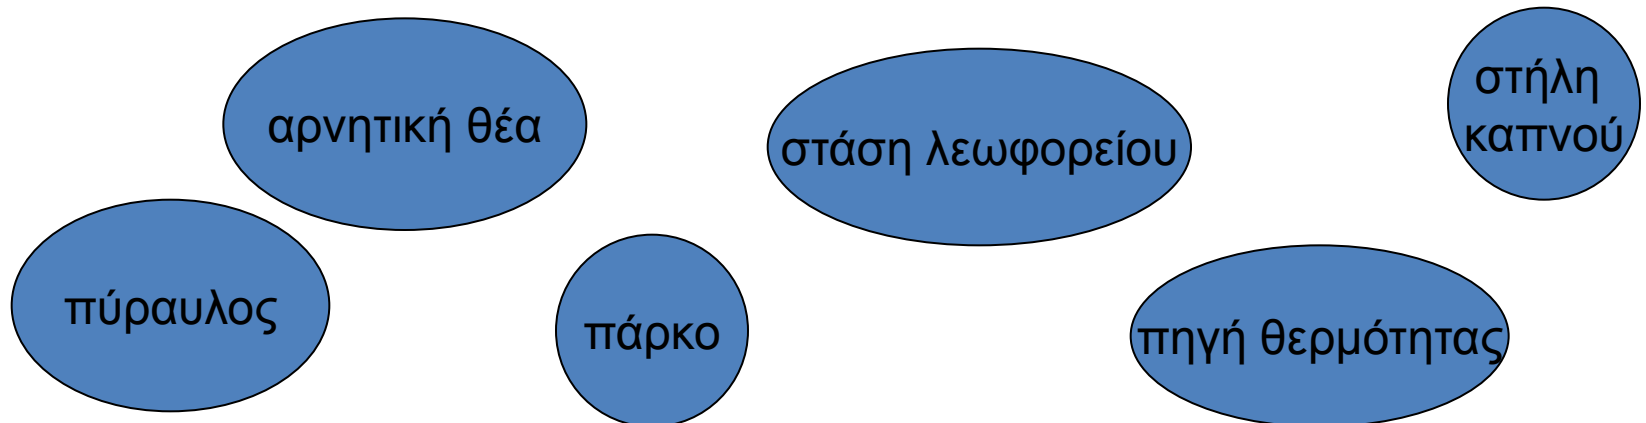 στήλη
καπνού
αρνητική θέα
στάση λεωφορείου
πύραυλος
πάρκο
πηγή θερμότητας